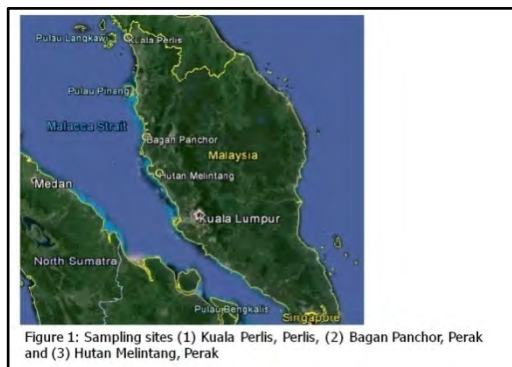 Pulau Langkawi
Kuala Perlis
Pulau Pinang
Malacca Strait
Bagan Panchor
Malaysia
Hutan Melintang
Medan
Kuala Lumpur
North Sumatra
Pulau Bengkalis
Singapore
Figure 1: Sampling sites (1) Kuala Perlis, Perlis, (2) Bagan Panchor, Perak
and (3) Hutan Melintang, Perak